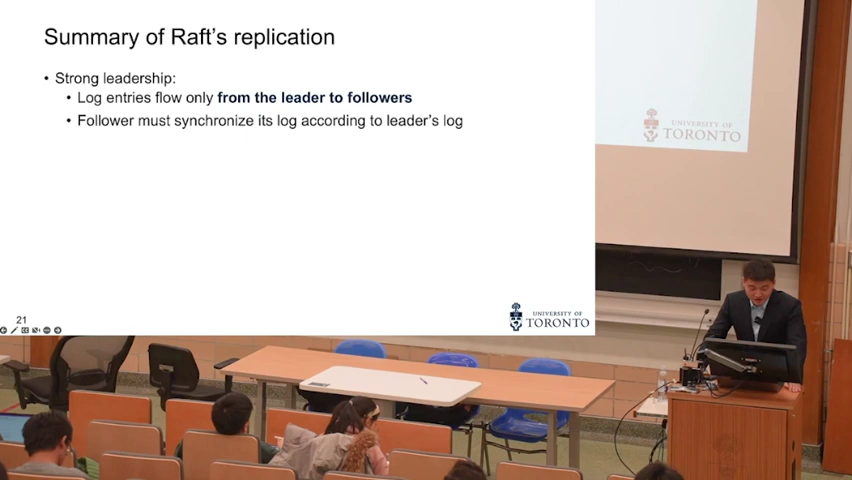 Summary of Raft's replication
• Strong leadership:
• Log entries flow only from the leader to followers
• Follower must synchronize its log according to leader's log
21
UNIVERSITY OF
TORONTO
UNIVERSITY OF
TORONTO